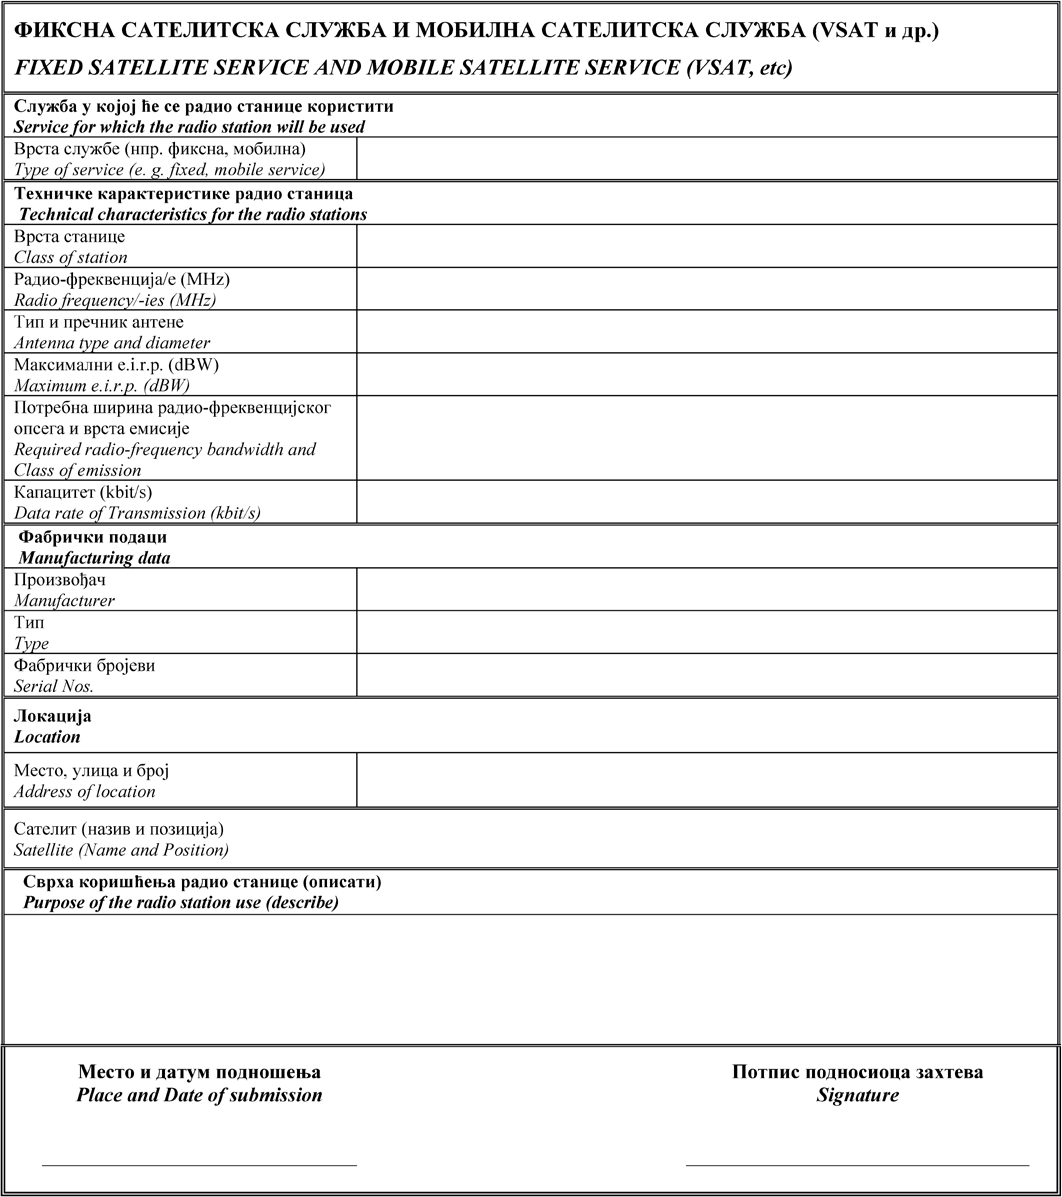 ФИКСНА САТЕЛИТСКА СЛУЖБА И МОБИЛНА САТЕЛИТСКА СЛУЖБА (VSAT и др.)
FIXED SATELLITE SERVICE AND MOBILE SATELLITE SERVICE (VSAT, etc)
Служба у којој ће се радио станице користити
Service for which the radio station will be used
Врста службе (нпр. фиксна, мобилна)
Type of service (e. g. fixed, mobile service)
Техничке карактеристике радио станица
Technical characteristics for the radio stations
Врста станице
Class of station
Радио-фреквенција/е (MHz)
Radio frequency/-ies (MHz)
Тип и пречник антене
Antenna type and diameter
Максимални e.i.r.p. (dBW)
Maximum e.i.r.p. (dBW)
Потребна ширина радио-фреквенцијског
опсега и врста емисије
Required radio-frequency bandwidth and
Class of emission
Капацитет (kbit/s)
Data rate of Transmission (kbit/s)
Фабрички подаци
Manufacturing data
Произвођач
Manufacturer
Тип
Type
Фабрички бројеви
Serial Nos.
Локација
Location
Место, улица и број
Address of location
Сателит (назив и позиција)
Satellite (Name and Position)
Сврха коришћења радио станице (описати)
Purpose of the radio station use (describe)
Место и датум подношења
Place and Date of submission
Потпис подносиоца захтева
Signature